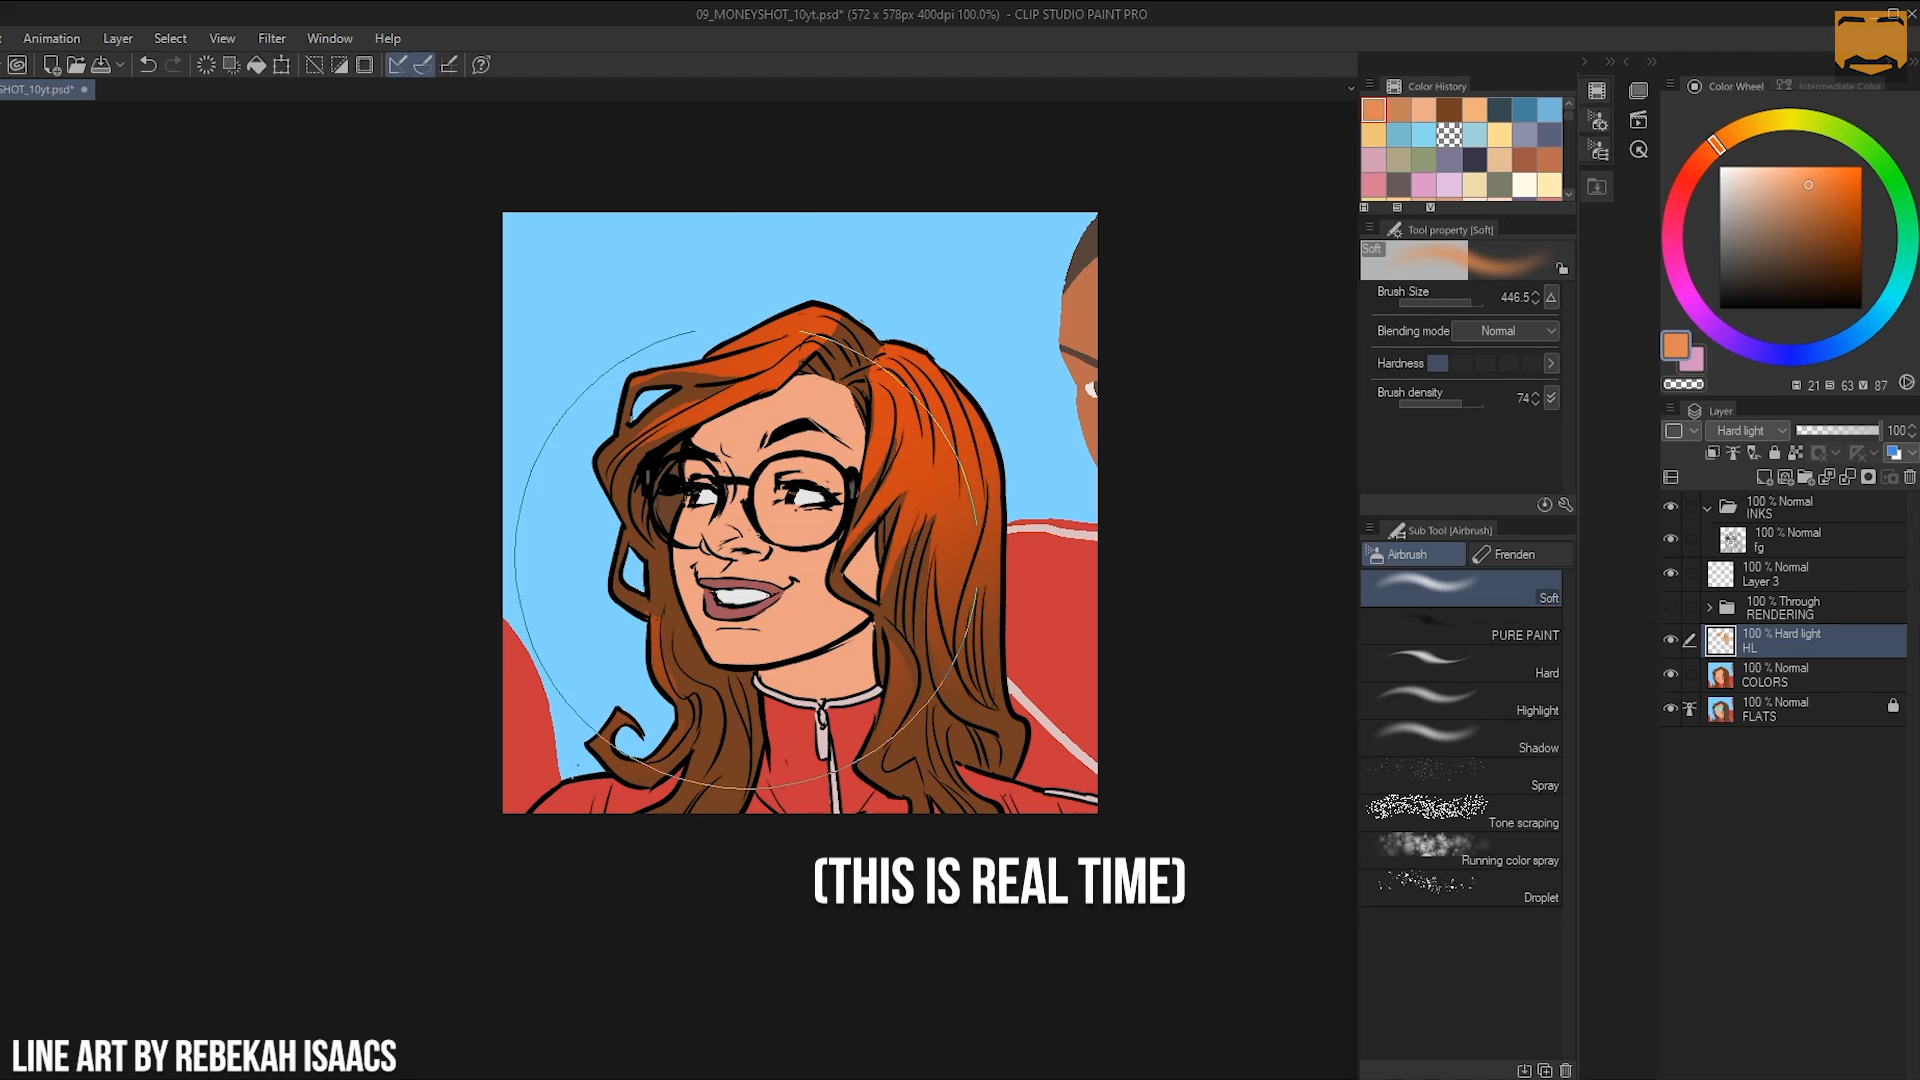 09_MONEYSHOT_10yt.psd* (572 x 578px 400dpi 100.0%) - CLIP STUDIO PAINT PRO
Animation Layer Select View Filter Window Help
SHOT_10yt.psd*
Color History
Color Wheel
Intermediate Color
Tool property [Soft]
Soft
Brush Size 446.5
Blending mode Normal
Hardness
Brush density 74
H 21 S 63 V 87
Layer
Hard light 100
100 % Normal
INKS
100 % Normal
fg
100 % Normal
Layer 3
100 % Through
RENDERING
100 % Hard light
HL
100 % Normal
COLORS
100 % Normal
FLATS
Sub Tool [Airbrush]
Airbrush
Frenden
Soft
PURE PAINT
Hard
Highlight
Shadow
Spray
Tone scraping
Running color spray
Droplet
(THIS IS REAL TIME)
LINE ART BY REBEKAH ISAACS